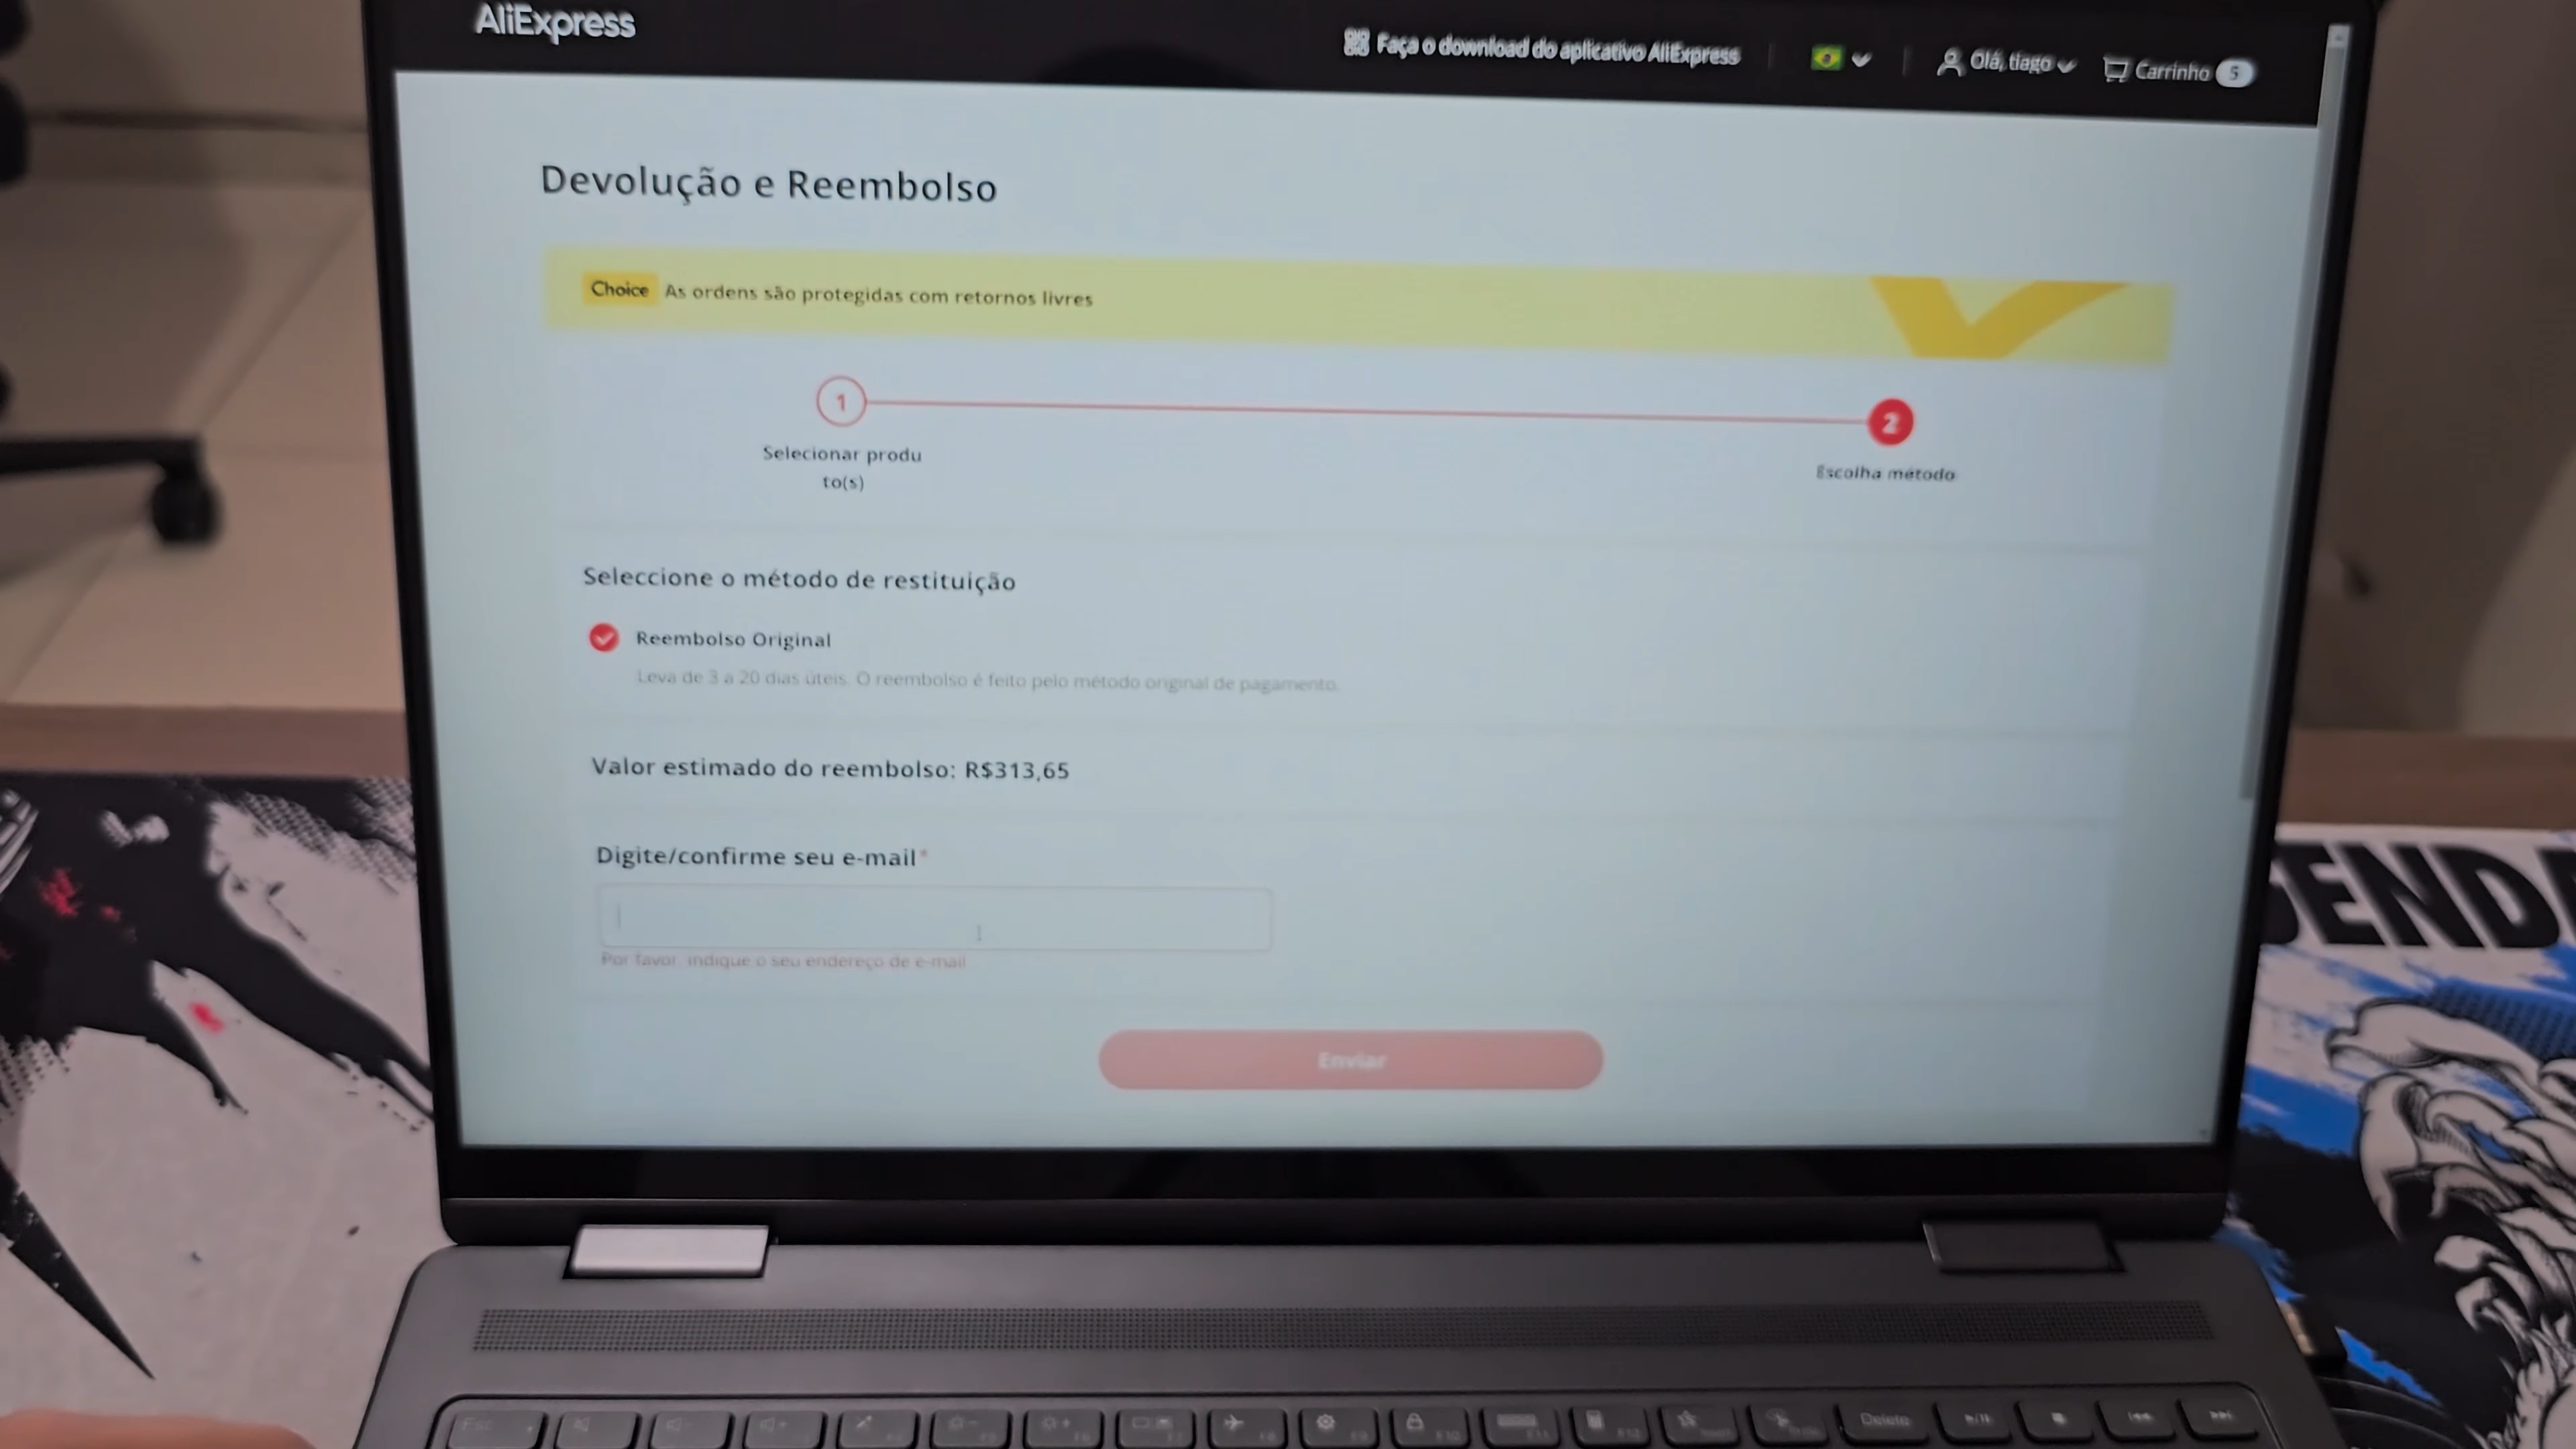 AliExpress
Faça o download do aplicativo AliExpress
Olá, tiago
Carrinho 5
Devolução e Reembolso
Choice As ordens são protegidas com retornos livres
1
2
Selecionar produ
to(s)
Escolha método
Seleccione o método de restituição
Reembolso Original
Leva de 3 a 20 dias úteis. O reembolso é feito pelo método original de pagamento.
Valor estimado do reembolso: R$313,65
Digite/confirme seu e-mail*
Por favor, indique o seu endereço de e-mail
Enviar
END
Esc
Delete